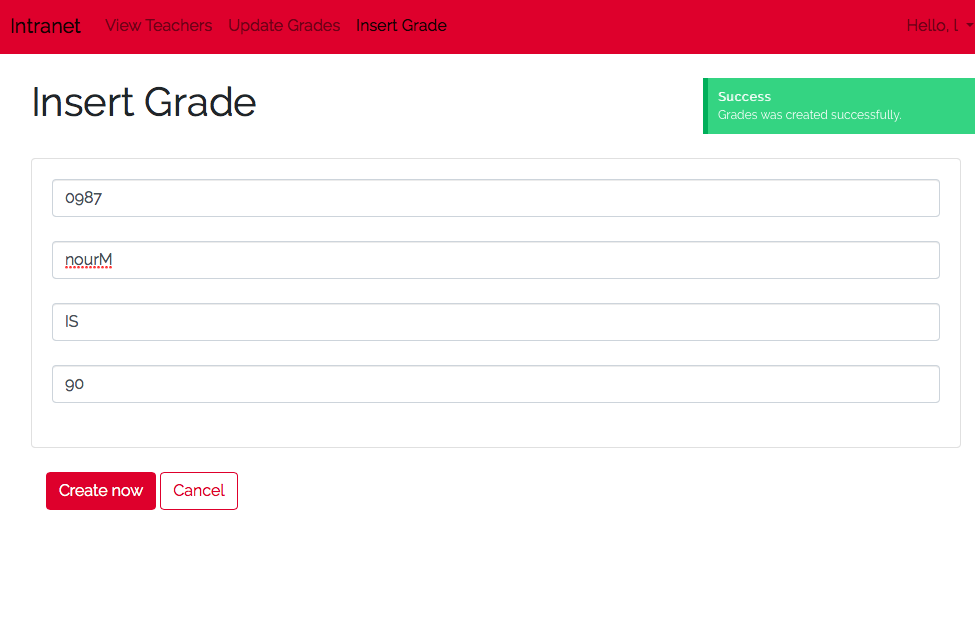 Intranet View Teachers Update Grades Insert Grade Hello, 1
Insert Grade
Success
Grades was created successfully.
0987
nourM
IS
90
Create now Cancel